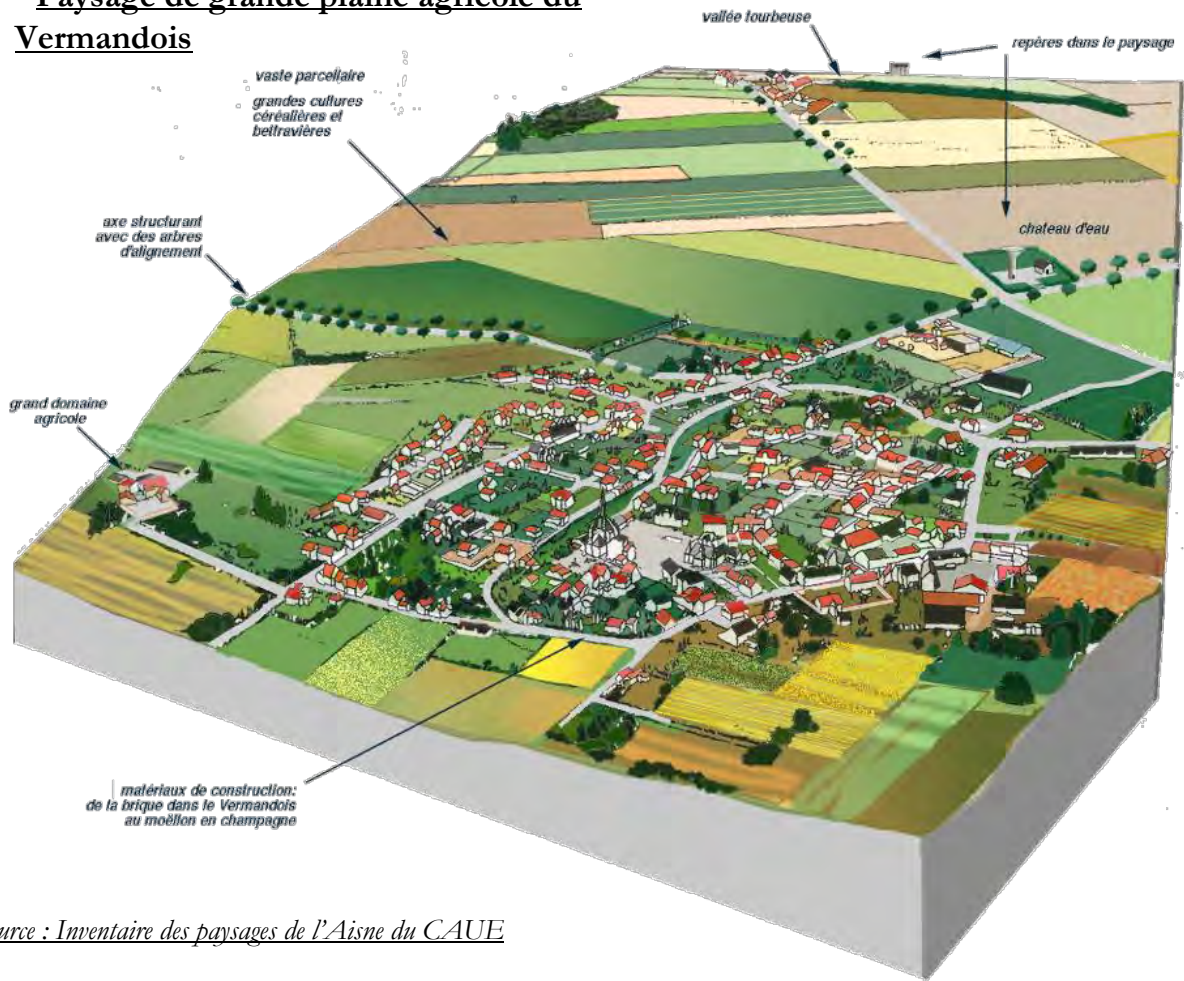 Paysage de grande plaine agricole du
Vermandois
vallée tourbeuse
repères dans le paysage
vaste parcellaire
grandes cultures
céréalières et
bettravières
axe structurant
avec des arbres
d'alignement
chateau d'eau
grand domaine
agricole
matériaux de construction:
de la brique dans le Vermandois
au moëllon en champagne
urce : Inventaire des paysages de l'Aisne du CAUE